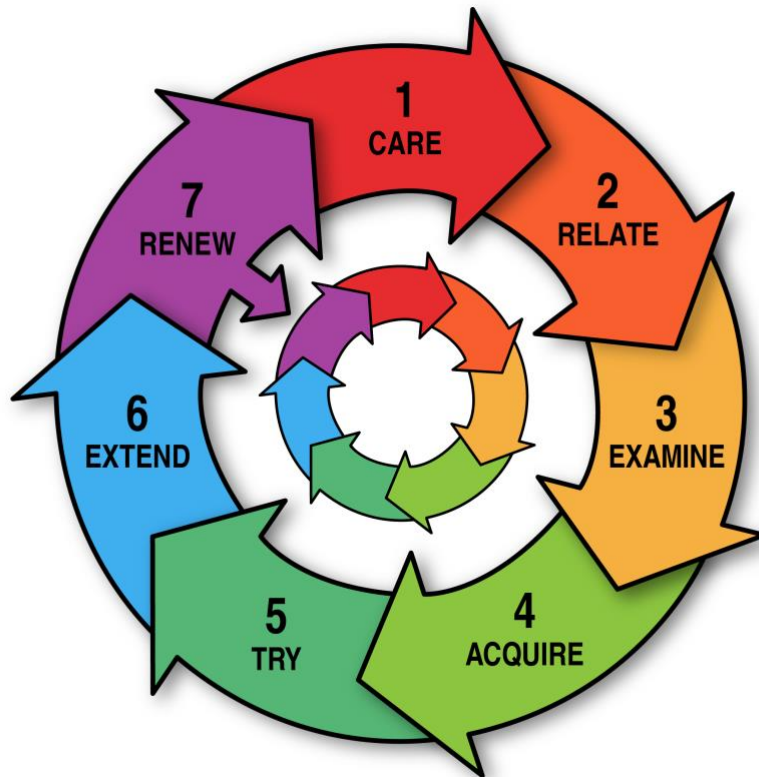 1
CARE
2
RELATE
3
EXAMINE
4
ACQUIRE
5
TRY
6
EXTEND
7
RENEW